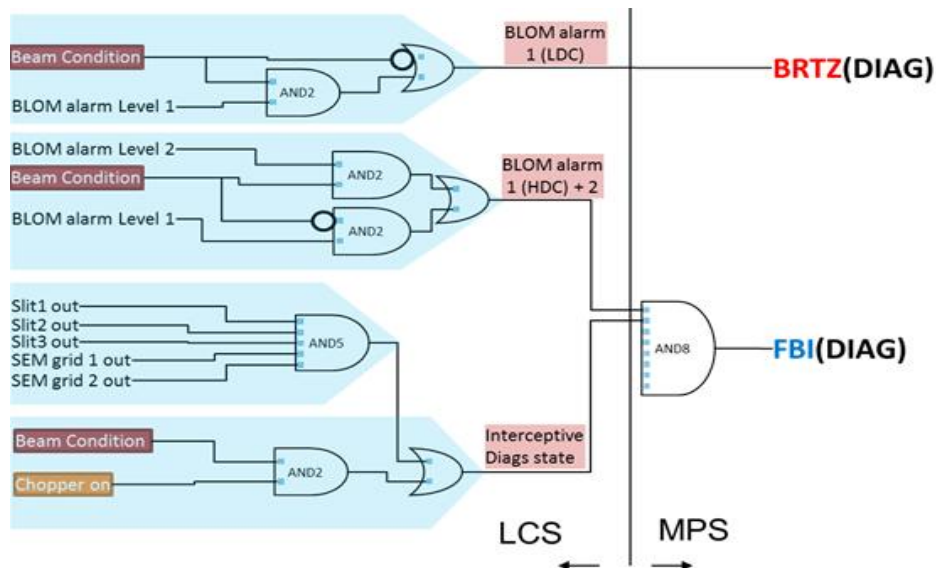 BLOM alarm
1 (LDC)
Beam Condition
BRTZ(DIAG)
AND2
BLOM alarm Level 1
BLOM alarm Level 2
AND2
BLOM alarm
1 (HDC) + 2
Beam Condition
BLOM alarm Level 1
AND2
Slit1 out
Slit2 out
Slit3 out
AND5
SEM grid 1 out
SEM grid 2 out
AND8
FBI(DIAG)
Beam Condition
Interceptive
Diags state
AND2
Chopper on
LCS
MPS